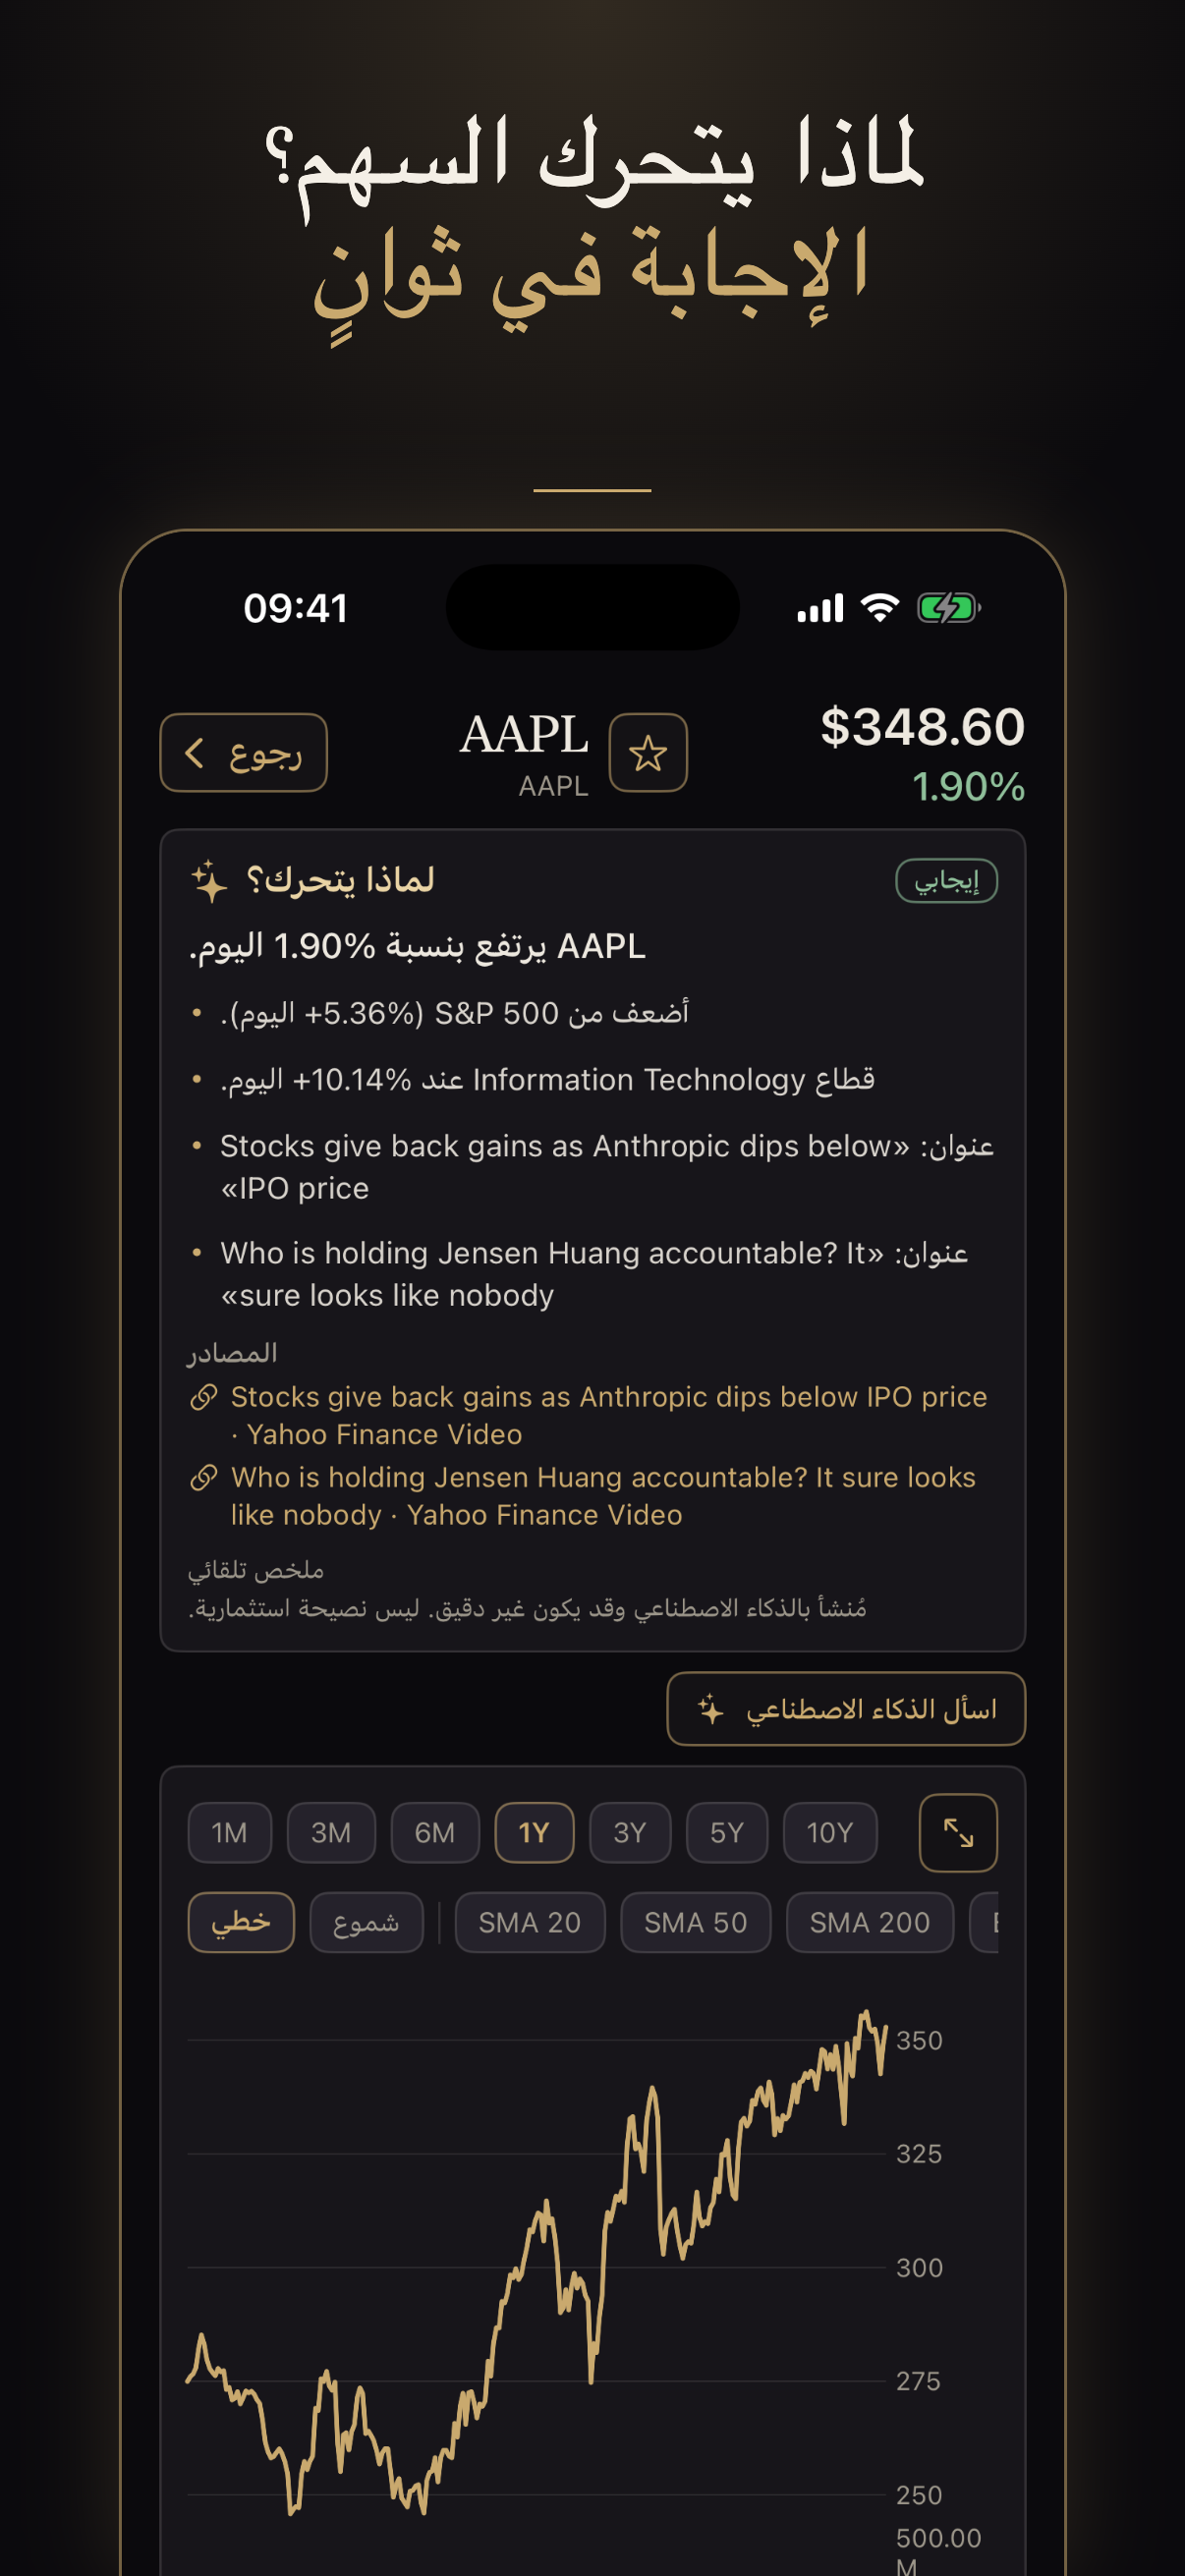 لماذا يتحرك السهم؟
الإجابة في ثوانٍ
09:41
رجوع
AAPL
AAPL
$348.60
1.90%
لماذا يتحرك؟
إيجابي
AAPL يرتفع بنسبة 1.90% اليوم.
• أضعف من S&P 500 (+5.36% اليوم).
• قطاع Information Technology عند +10.14% اليوم.
• عنوان: «Stocks give back gains as Anthropic dips below
IPO price»
• عنوان: «Who is holding Jensen Huang accountable? It
sure looks like nobody»
المصادر
Stocks give back gains as Anthropic dips below IPO price
· Yahoo Finance Video
Who is holding Jensen Huang accountable? It sure looks
like nobody · Yahoo Finance Video
ملخص تلقائي
مُنشأ بالذكاء الاصطناعي وقد يكون غير دقيق. ليس نصيحة استثمارية.
اسأل الذكاء الاصطناعي
1M 3M 6M 1Y 3Y 5Y 10Y
خطي شموع SMA 20 SMA 50 SMA 200
350
325
300
275
250
500.00
M